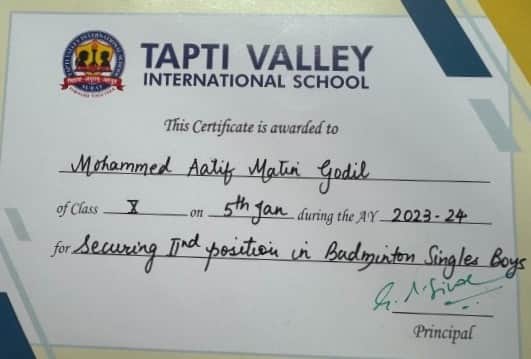 TAPTI VALLEY
INTERNATIONAL SCHOOL
This Certificate is awarded to
Mohammed Aatif Matin Godil
of Class X on 5th Jan during the AY 2023-24
for Securing IInd position in Badminton Singles Boys
Principal